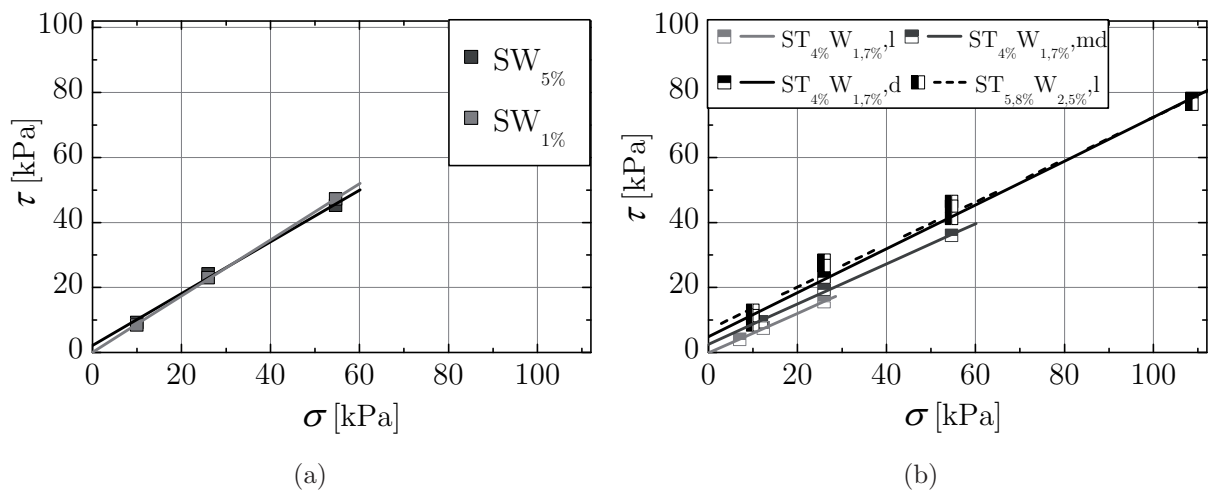 100
80
60
40
20
0
τ [kPa]
SW5%
SW1%
0 20 40 60 80 100
σ [kPa]
(a)
100
80
60
40
20
0
τ [kPa]
ST4%W1,7%,l ST4%W1,7%,md
ST4%W1,7%,d ST5,8%W2,5%,l
0 20 40 60 80 100
σ [kPa]
(b)